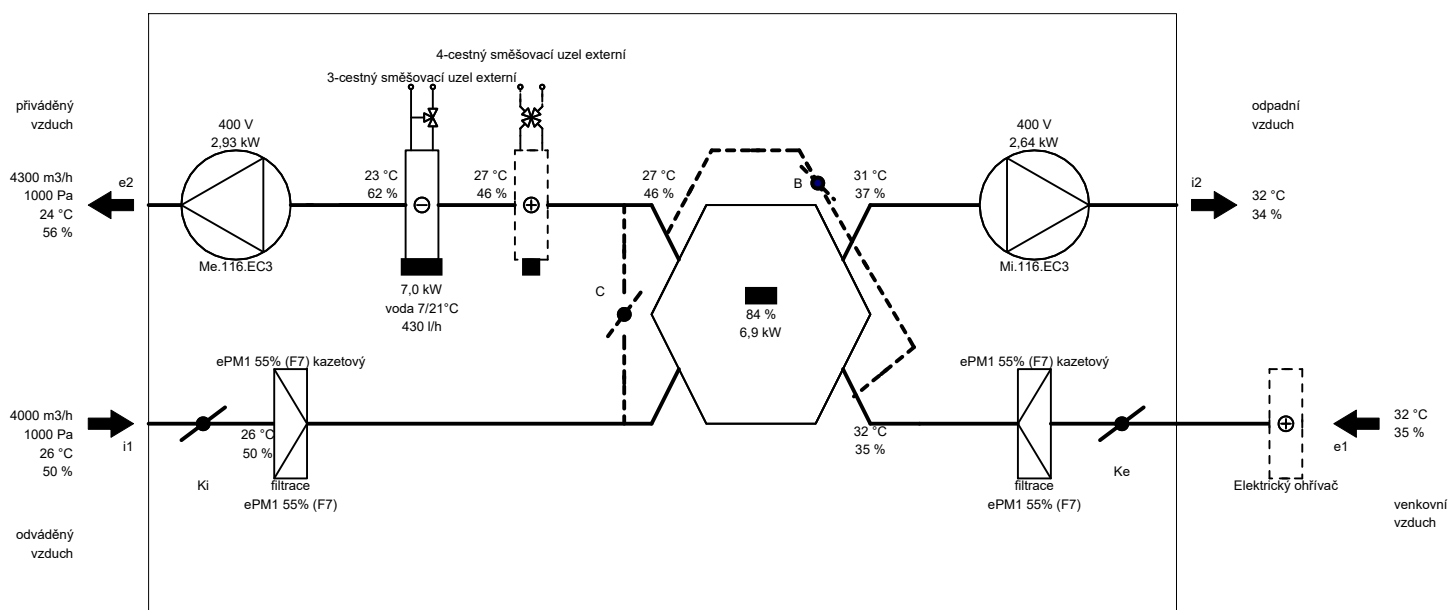 4-cestný směšovací uzel externí
3-cestný směšovací uzel externí
přiváděný
vzduch
odpadní
vzduch
400 V
2,93 kW
400 V
2,64 kW
4300 m3/h
1000 Pa
24 °C
56 %
e2
23 °C
62 %
27 °C
46 %
27 °C
46 %
B
31 °C
37 %
i2
32 °C
34 %
Me.116.EC3
Mi.116.EC3
7,0 kW
voda 7/21°C
430 l/h
C
84 %
6,9 kW
ePM1 55% (F7) kazetový
ePM1 55% (F7) kazetový
4000 m3/h
1000 Pa
26 °C
50 %
i1
26 °C
50 %
32 °C
35 %
32 °C
35 %
e1
Ki
filtrace
ePM1 55% (F7)
filtrace
ePM1 55% (F7)
Ke
Elektrický ohřívač
odváděný
vzduch
venkovní
vzduch